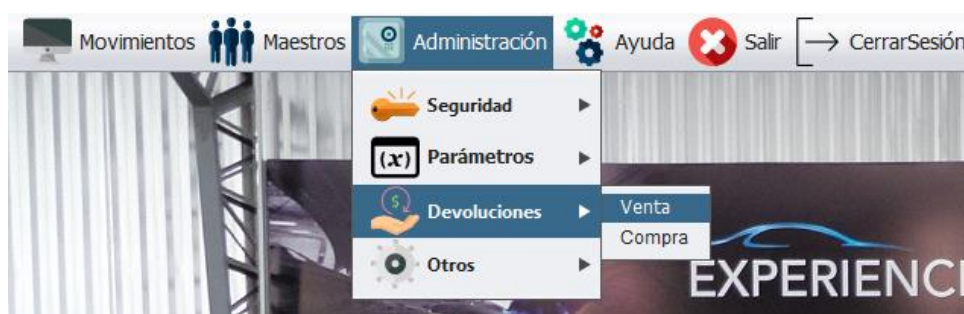 Movimientos Maestros Administración Ayuda Salir CerrarSesión
Seguridad
(x) Parámetros
$ Devoluciones Venta
Compra
Otros
EXPERIENC